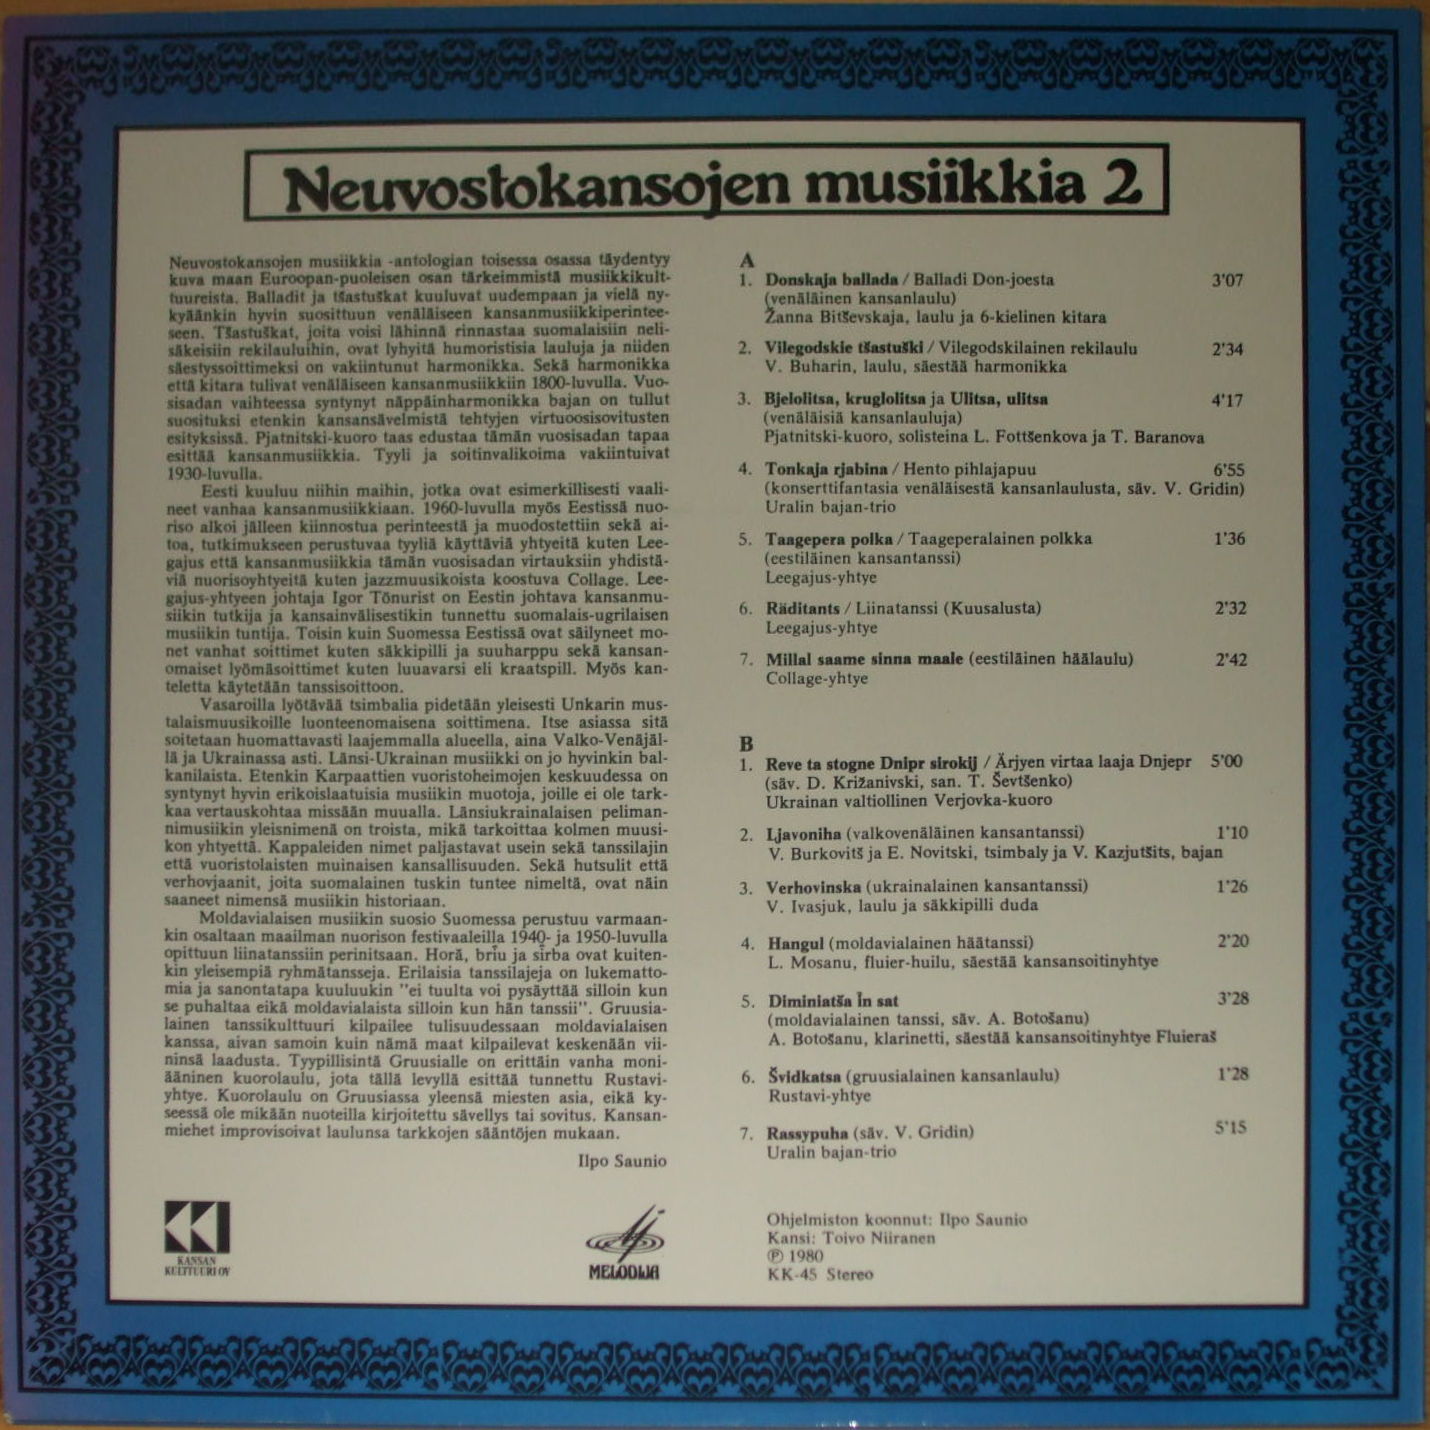 Neuvostokansojen musiikkia 2
Neuvostokansojen musiikkia -antologian toisessa osassa täydentyy
kuva maan Euroopan-puoleisen osan tärkeimmistä musiikkikult-
tuureista. Balladit ja tšastuškat kuuluvat uudempaan ja vielä ny-
kyäänkin hyvin suosittuun venäläiseen kansanmusiikkiperintee-
seen. Tšastuškat, joita voisi lähinnä rinnastaa suomalaisiin neli-
säkeisiin rekilauluihin, ovat lyhyitä humoristisia lauluja ja niiden
säestyssoittimeksi on vakiintunut harmonikka. Sekä harmonikka
että kitara tulivat venäläiseen kansanmusiikkiin 1800-luvulla. Vuo-
sisadan vaihteessa syntynyt näppäinharmonikka bajan on tullut
suosituksi etenkin kansansävelmistä tehtyjen virtuoosisovitusten
esityksissä. Pjatnitski-kuoro taas edustaa tämän vuosisadan tapaa
esittää kansanmusiikkia. Tyyli ja soitinvalikoima vakiintuivat
1930-luvulla.
Eesti kuuluu niihin maihin, jotka ovat esimerkillisesti vaali-
neet vanhaa kansanmusiikkiaan. 1960-luvulla myös Eestissä nuo-
riso alkoi jälleen kiinnostua perinteestä ja muodostettiin sekä ai-
toa, tutkimukseen perustuvaa tyyliä käyttäviä yhtyeitä kuten Lee-
gajus että kansanmusiikkia tämän vuosisadan virtauksiin yhdistä-
viä nuorisoyhtyeitä kuten jazzmuusikoista koostuva Collage. Lee-
gajus-yhtyeen johtaja Igor Tõnurist on Eestin johtava kansanmu-
siikin tutkija ja kansainvälisestikin tunnettu suomalais-ugrilaisen
musiikin tuntija. Toisin kuin Suomessa Eestissä ovat säilyneet mo-
net vanhat soittimet kuten säkkipilli ja suuharppu sekä kansan-
omaiset lyömäsoittimet kuten luuavarsi eli kraatspill. Myös kan-
teletta käytetään tanssisoittoon.
Vasaroilla lyötävää tsimbalia pidetään yleisesti Unkarin mus-
talaismuusikoille luonteenomaisena soittimena. Itse asiassa sitä
soitetaan huomattavasti laajemmalla alueella, aina Valko-Venäjäl-
lä ja Ukrainassa asti. Länsi-Ukrainan musiikki on jo hyvinkin bal-
kanilaista. Etenkin Karpaattien vuoristoheimojen keskuudessa on
syntynyt hyvin erikoislaatuisia musiikin muotoja, joille ei ole tark-
kaa vertauskohtaa missään muualla. Länsiukrainalaisen peliman-
nimusiikin yleisnimenä on troista, mikä tarkoittaa kolmen muusi-
kon yhtyettä. Kappaleiden nimet paljastavat usein sekä tanssilajin
että vuoristolaisten muinaisen kansallisuuden. Sekä hutsulit että
verhovjaanit, joita suomalainen tuskin tuntee nimeltä, ovat näin
saaneet nimensä musiikin historiaan.
Moldavialaisen musiikin suosio Suomessa perustuu varmaan-
kin osaltaan maailman nuorison festivaaleilla 1940- ja 1950-luvulla
opittuun liinatanssiin perinitsaan. Horă, brîu ja sîrba ovat kuiten-
kin yleisempiä ryhmätansseja. Erilaisia tanssilajeja on lukematto-
mia ja sanontatapa kuuluukin "ei tuulta voi pysäyttää silloin kun
se puhaltaa eikä moldavialaista silloin kun hän tanssii". Gruusia-
lainen tanssikulttuuri kilpailee tulisuudessaan moldavialaisen
kanssa, aivan samoin kuin nämä maat kilpailevat keskenään vii-
ninsä laadusta. Tyypillisintä Gruusialle on erittäin vanha moni-
ääninen kuorolaulu, jota tällä levyllä esittää tunnettu Rustavi-
yhtye. Kuorolaulu on Gruusiassa yleensä miesten asia, eikä ky-
seessä ole mikään nuoteilla kirjoitettu sävellys tai sovitus. Kansan-
miehet improvisoivat laulunsa tarkkojen sääntöjen mukaan.
Ilpo Saunio
KANSAN
KULTTUURI OY
MELODIJA
A
1. Donskaja ballada / Balladi Don-joesta 3'07
(venäläinen kansanlaulu)
Žanna Bitševskaja, laulu ja 6-kielinen kitara
2. Vilegodskie tšastuški / Vilegodskilainen rekilaulu 2'34
V. Buharin, laulu, säestää harmonikka
3. Bjelolitsa, kruglolitsa ja Ulitsa, ulitsa 4'17
(venäläisiä kansanlauluja)
Pjatnitski-kuoro, solisteina L. Fottšenkova ja T. Baranova
4. Tonkaja rjabina / Hento pihlajapuu 6'55
(konserttifantasia venäläisestä kansanlaulusta, säv. V. Gridin)
Uralin bajan-trio
5. Taagepera polka / Taageperalainen polkka 1'36
(eestiläinen kansantanssi)
Leegajus-yhtye
6. Räditants / Liinatanssi (Kuusalusta) 2'32
Leegajus-yhtye
7. Millal saame sinna maale (eestiläinen häälaulu) 2'42
Collage-yhtye
B
1. Reve ta stogne Dnipr sirokij / Ärjyen virtaa laaja Dnjepr 5'00
(säv. D. Križanivski, san. T. Ševtšenko)
Ukrainan valtiollinen Verjovka-kuoro
2. Ljavoniha (valkovenäläinen kansantanssi) 1'10
V. Burkovitš ja E. Novitski, tsimbaly ja V. Kazjutšits, bajan
3. Verhovinska (ukrainalainen kansantanssi) 1'26
V. Ivasjuk, laulu ja säkkipilli duda
4. Hangul (moldavialainen häätanssi) 2'20
L. Mosanu, fluier-huilu, säestää kansansoitinyhtye
5. Diminiatša în sat 3'28
(moldavialainen tanssi, säv. A. Botošanu)
A. Botošanu, klarinetti, säestää kansansoitinyhtye Fluieraš
6. Švidkatsa (gruusialainen kansanlaulu) 1'28
Rustavi-yhtye
7. Rassypuha (säv. V. Gridin) 5'15
Uralin bajan-trio
Ohjelmiston koonnut: Ilpo Saunio
Kansi: Toivo Niiranen
℗ 1980
KK-45 Stereo